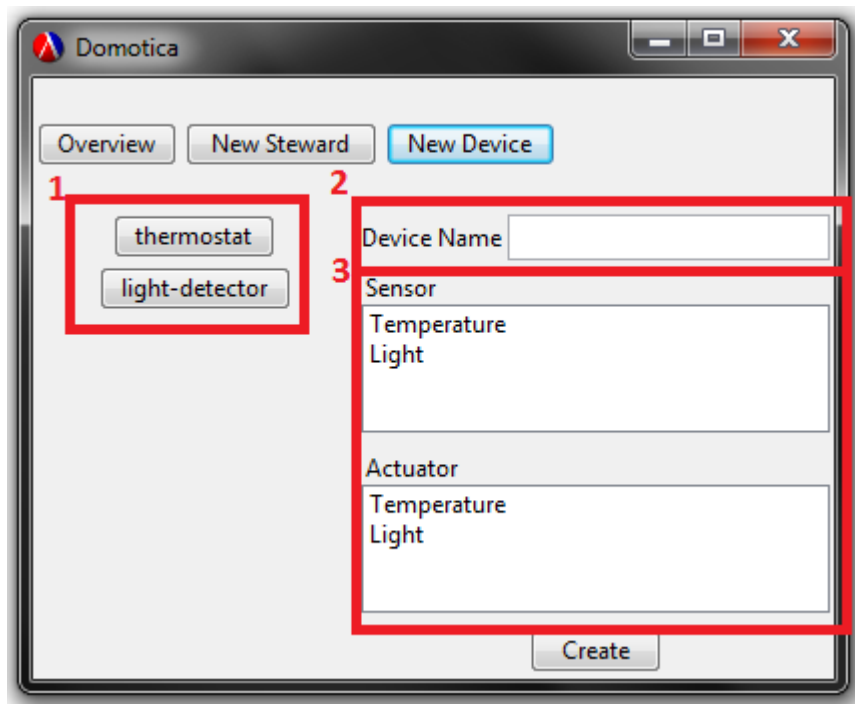 Domotica
Overview New Steward New Device
1
thermostat
light-detector
2
Device Name
3
Sensor
Temperature
Light
Actuator
Temperature
Light
Create